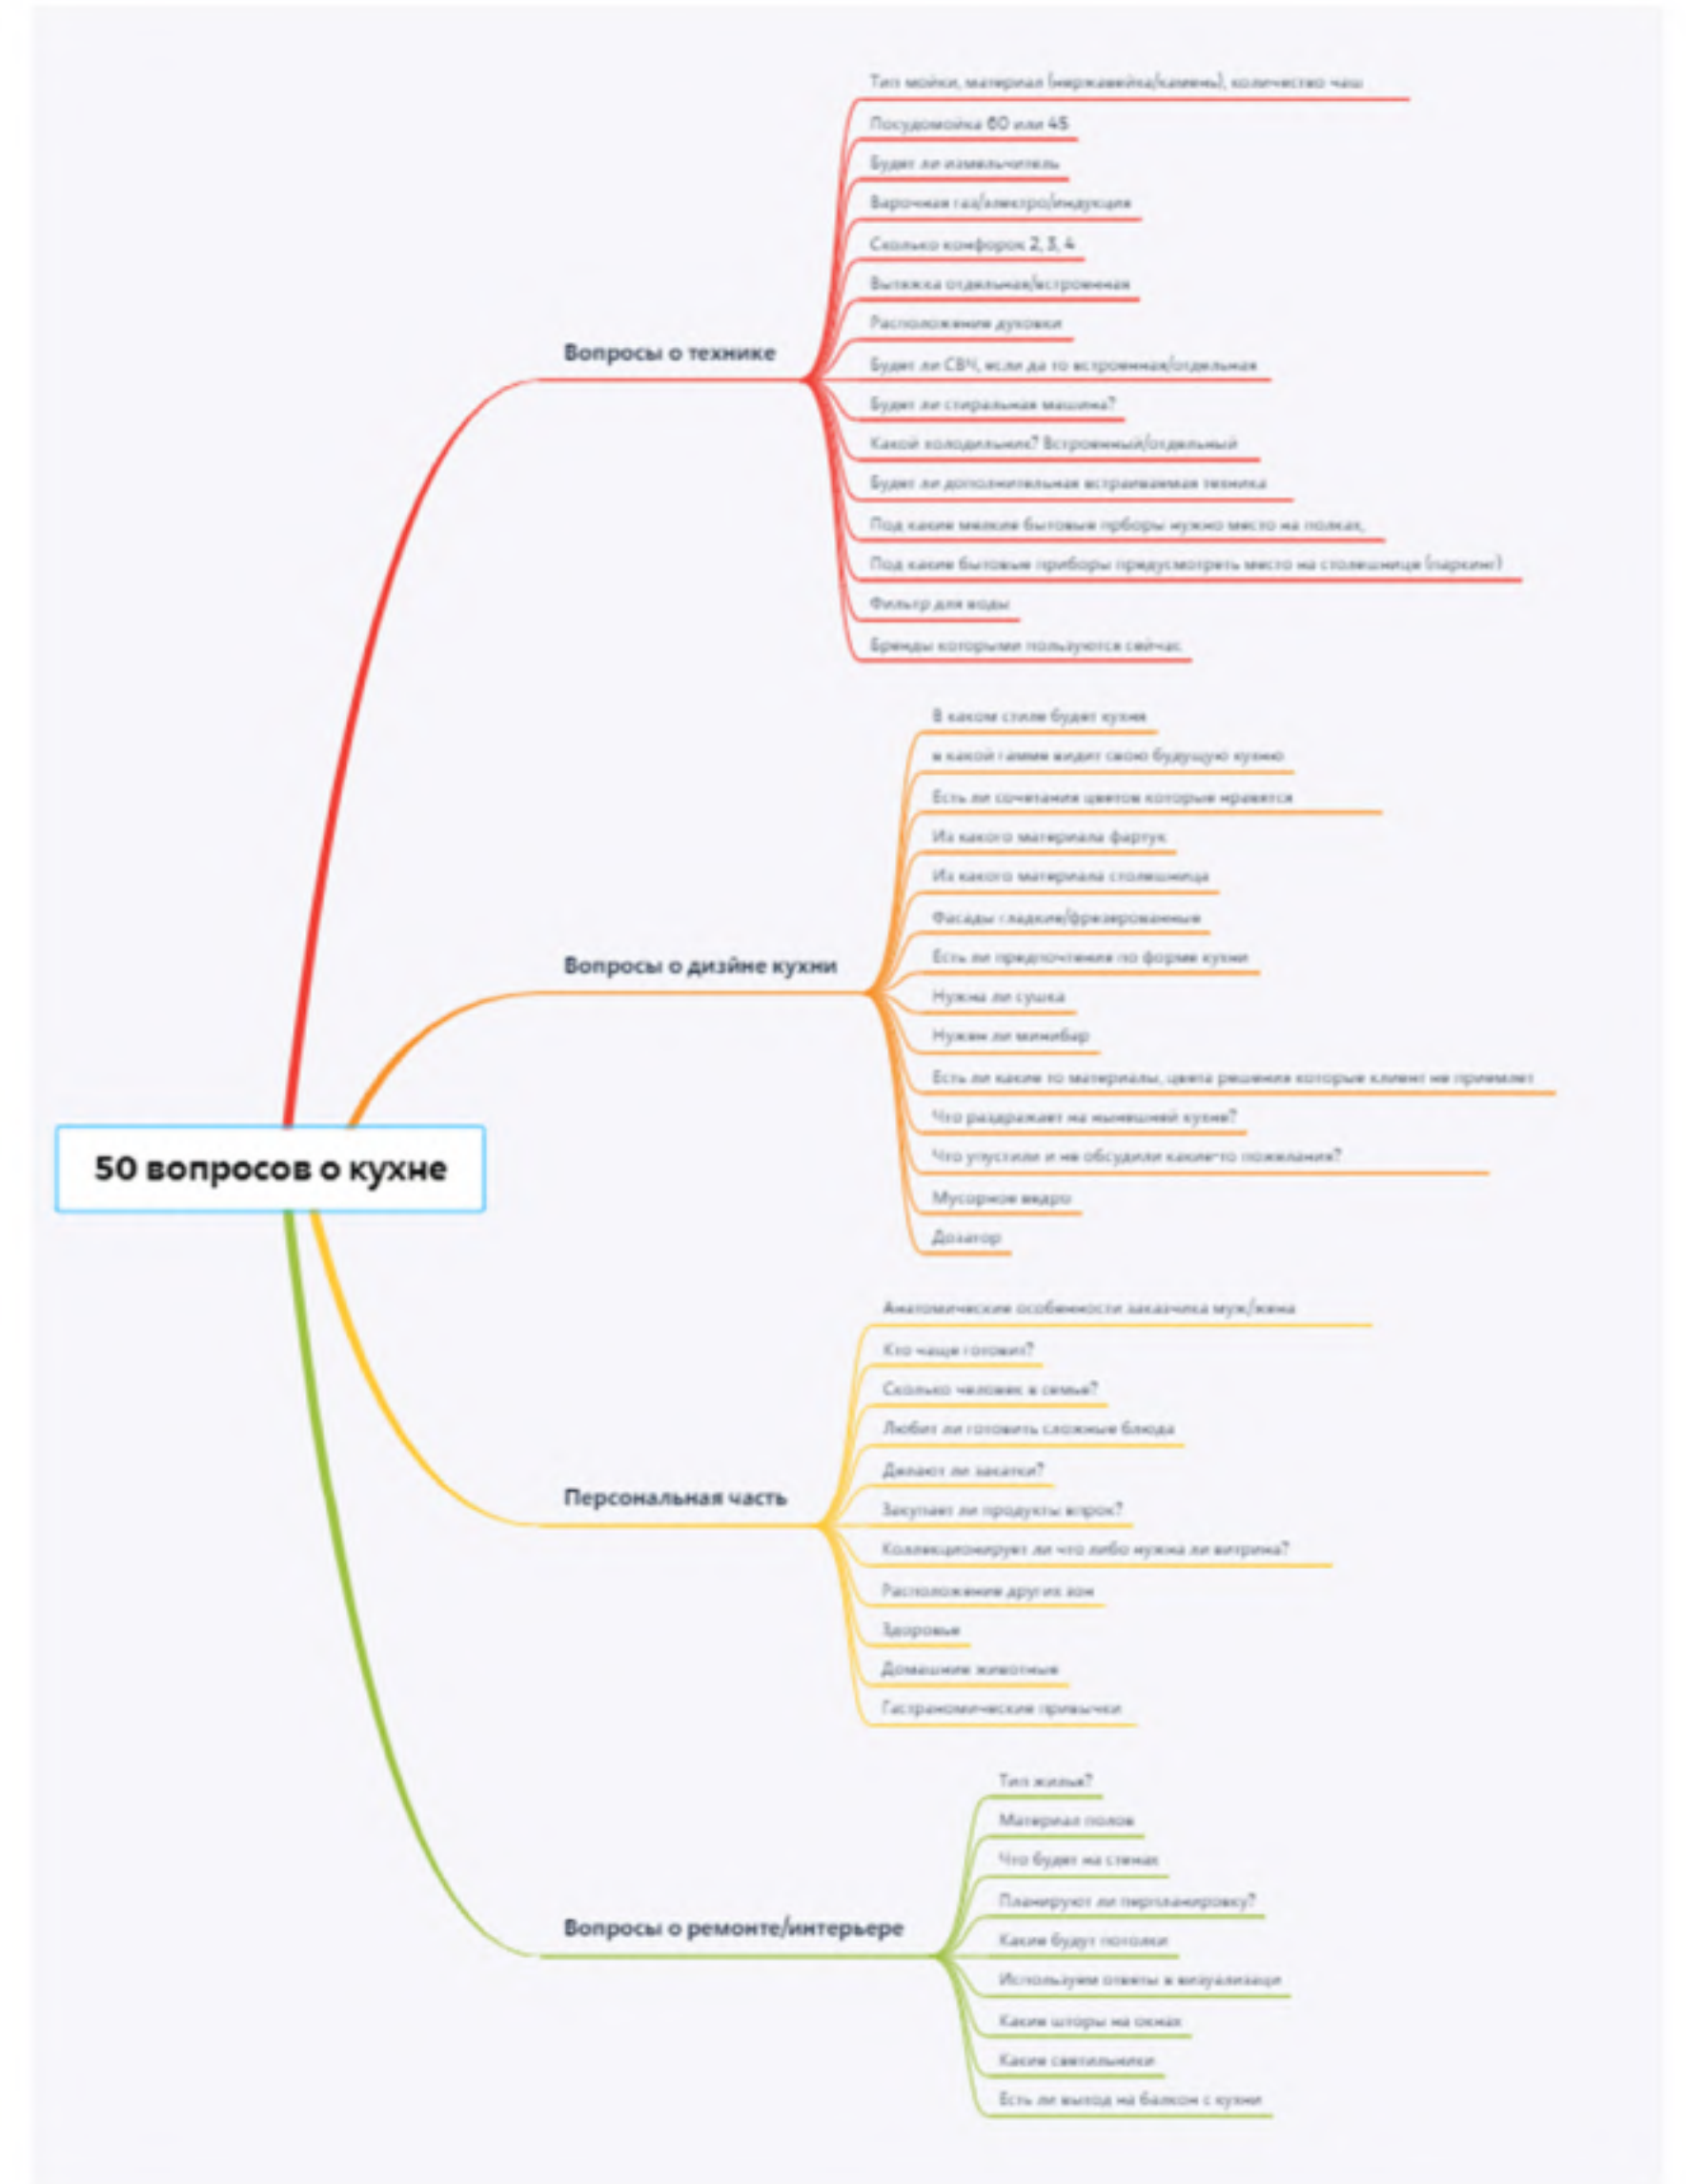 Тип мойки, материал (нержавейка/камень), количество чаш
Посудомойка 60 или 45
Будет ли измельчитель
Варочная газ/электро/индукция
Сколько конфорок 2, 3, 4
Вытяжка отдельная/встроенная
Расположение духовки
Вопросы о технике
Будет ли СВЧ, если да то встроенная/отдельная
Будет ли стиральная машина?
Какой холодильник? Встроенный/отдельный
Будет ли дополнительная встраиваемая техника
Под какие мелкие бытовые прборы нужно место на полках,
Под какие бытовые приборы предусмотреть место на столешнице (паркинг)
Фильтр для воды
Бренды которыми пользуются сейчас
В каком стиле будет кухня
в какой гамме видит свою будущую кухню
Есть ли сочетания цветов которые нравятся
Из какого материала фартук
Из какого материала столешница
Фасады гладкие/фрезерованные
Есть ли предпочтения по форме кухни
Вопросы о дизйне кухни
Нужна ли сушка
Нужен ли минибар
Есть ли какие то материалы, цвета решения которые клиент не приемлет
Что раздражает на нынешней кухне?
Что упустили и не обсудили какие-то пожелания?
Мусорное ведро
Дозатор
50 вопросов о кухне
Анатомические особенности заказчика муж/жена
Кто чаще готовит?
Сколько человек в семье?
Любит ли готовить сложные блюда
Делают ли закатки?
Персональная часть
Закупает ли продукты впрок?
Коллекционирует ли что либо нужна ли витрина?
Расположение других зон
Здоровье
Домашние животные
Гастраномические привычки
Тип жилья?
Материал полов
Что будет на стенах
Планируют ли перпланировку?
Вопросы о ремонте/интерьере
Какие будут потолки
Используем ответы в визуализаци
Какие шторы на окнах
Какие светильники
Есть ли выход на балкон с кухни